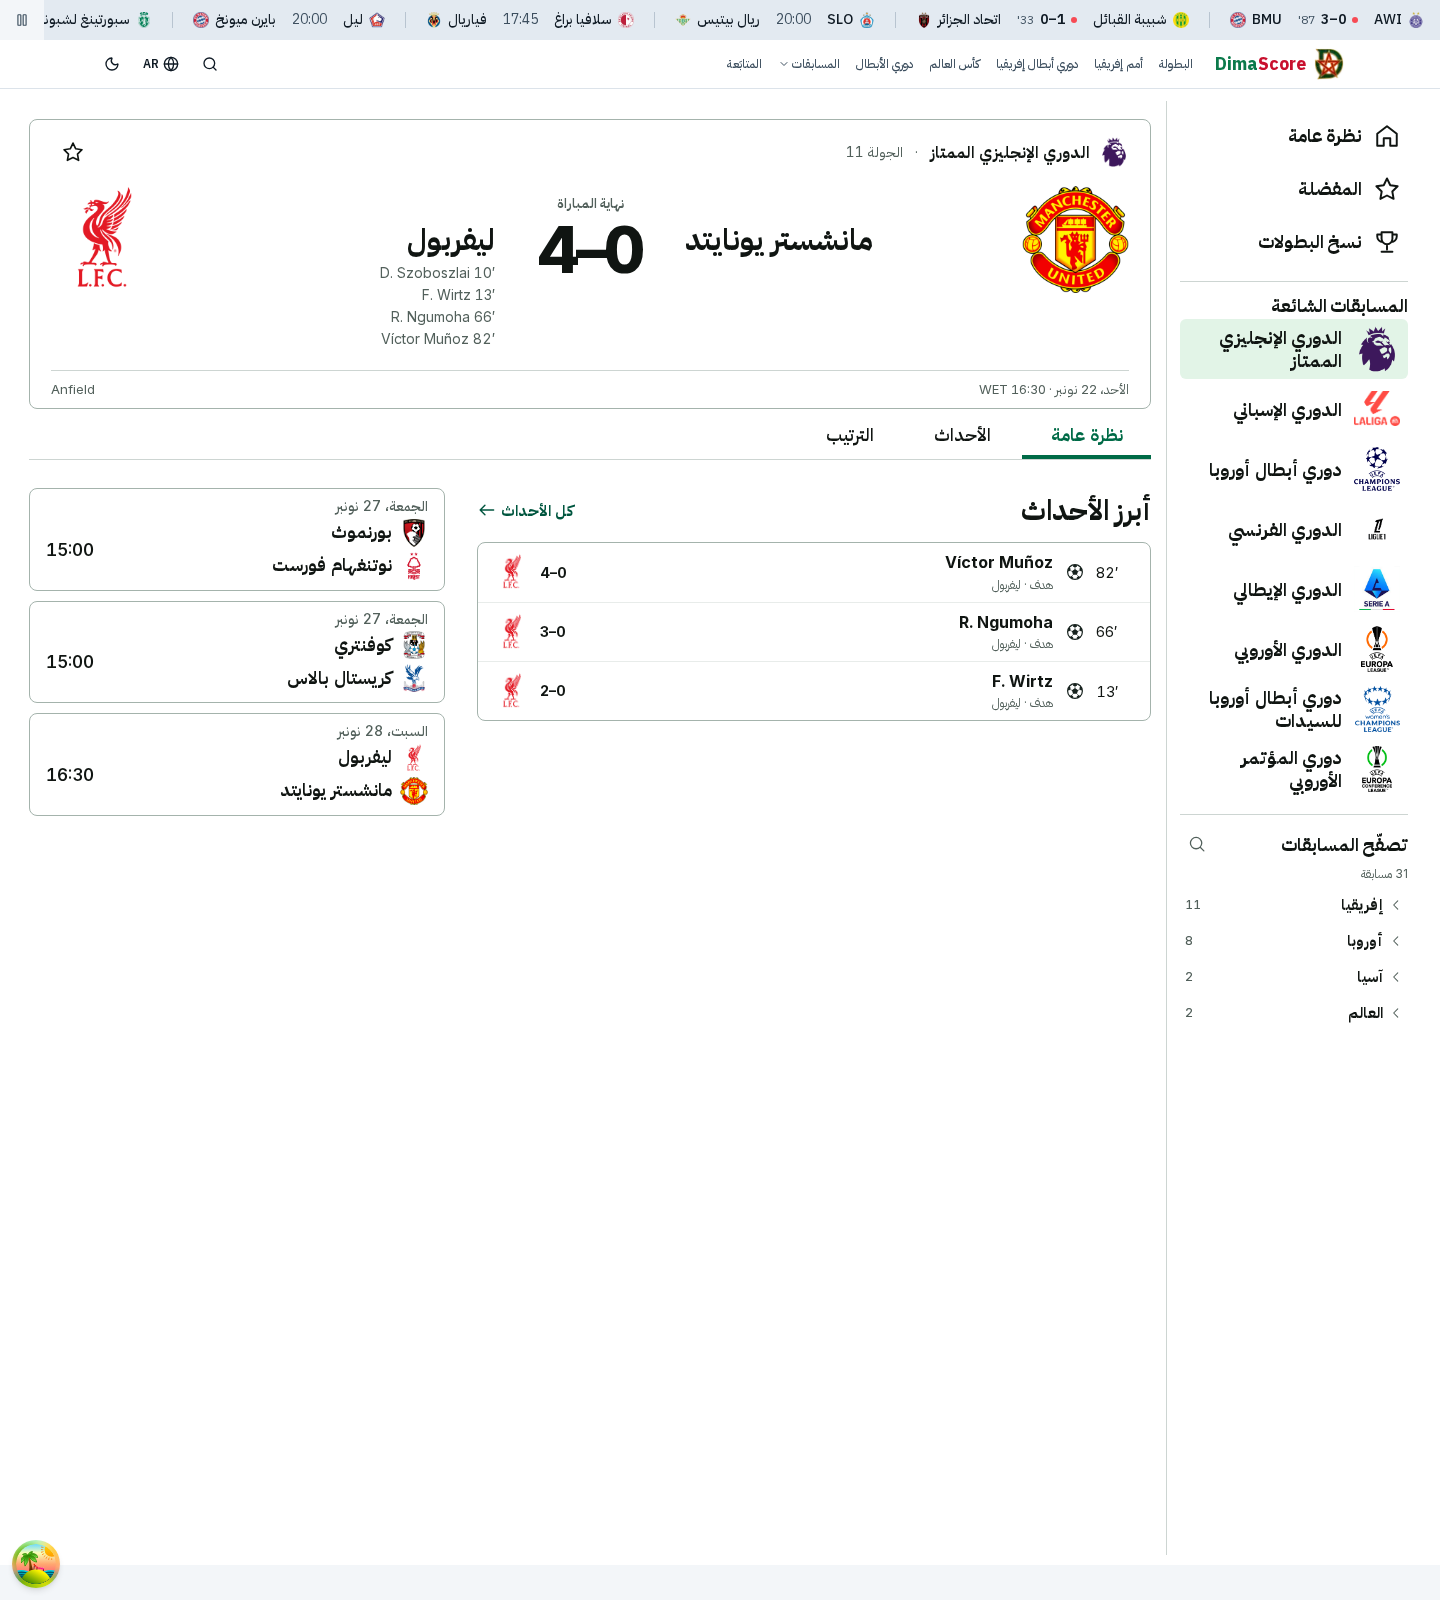 AWI 0–3 87' BMU
شبيبة القبائل 1–0 33' اتحاد الجزائر
SLO 20:00 ريال بيتيس
سلافيا براغ 17:45 فياريال
ليل 20:00 بايرن ميونخ
سبورتينغ لشبونة
DimaScore
البطولة
أمم إفريقيا
دوري أبطال إفريقيا
كأس العالم
دوري الأبطال
المسابقات
المتابَعة
AR
نظرة عامة
المفضلة
نسخ البطولات
المسابقات الشائعة
الدوري الإنجليزي
الممتاز
الدوري الإسباني
دوري أبطال أوروبا
الدوري الفرنسي
الدوري الإيطالي
الدوري الأوروبي
دوري أبطال أوروبا
للسيدات
دوري المؤتمر
الأوروبي
تصفّح المسابقات
31 مسابقة
إفريقيا 11
أوروبا 8
آسيا 2
العالم 2
الدوري الإنجليزي الممتاز · الجولة 11
نهاية المباراة
مانشستر يونايتد
4–0
ليفربول
D. Szoboszlai 10′
F. Wirtz 13′
R. Ngumoha 66′
Víctor Muñoz 82′
الأحد، 22 نونبر · 16:30 WET
Anfield
نظرة عامة
الأحداث
الترتيب
أبرز الأحداث
كل الأحداث
82′ Víctor Muñoz 4–0
هدف · ليفربول
66′ R. Ngumoha 3–0
هدف · ليفربول
13′ F. Wirtz 2–0
هدف · ليفربول
الجمعة، 27 نونبر
بورنموث
نوتنغهام فورست
15:00
الجمعة، 27 نونبر
كوفنتري
كريستال بالاس
15:00
السبت، 28 نونبر
ليفربول
مانشستر يونايتد
16:30